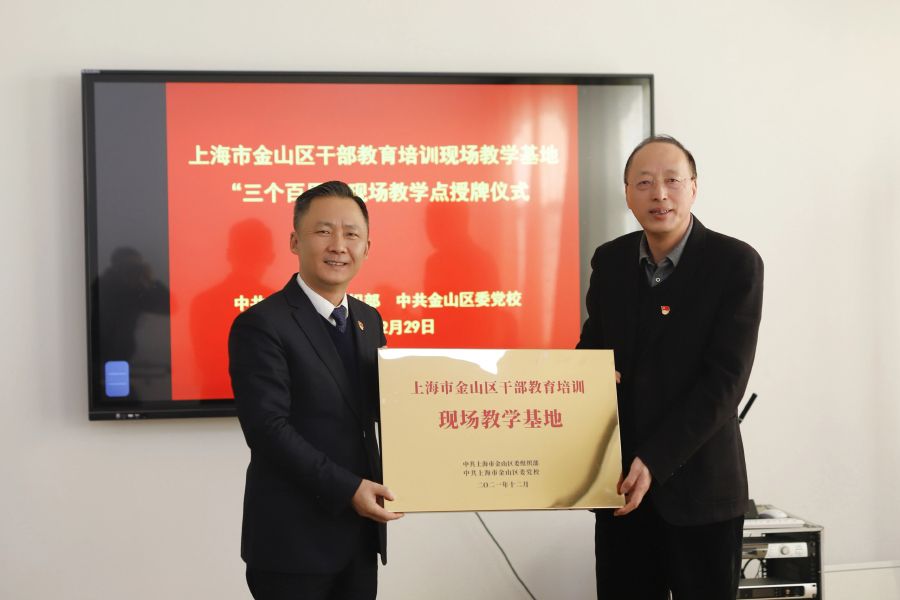 上海市金山区干部教育培训现场教学基地
“三个百 现场教学点授牌仪式
中共 织部 中共金山区委党校
2月29日
上海市金山区干部教育培训
现场教学基地
中共上海市金山区委组织部
中共上海市金山区委党校
二〇二一年十二月